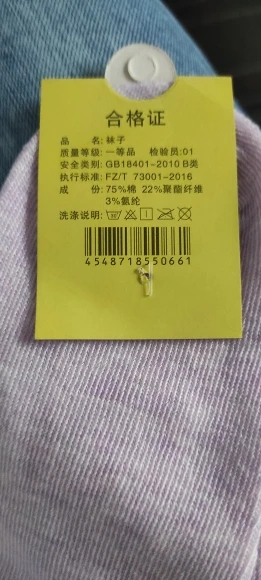 合格证
品 名:袜子
质量等级:一等品 检验员:01
安全类别:GB18401-2010 B类
执行标准:FZ/T 73001-2016
成 份:75%棉 22%聚酯纤维
3%氨纶
洗涤说明:
4548718550661